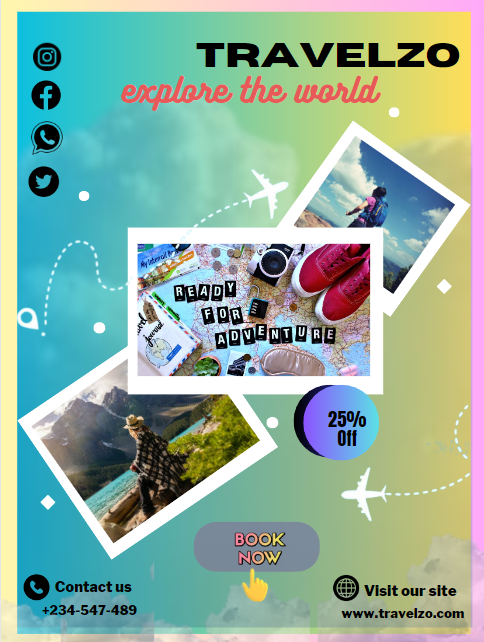 TRAVELZO
explore the world
READY
FOR
ADVENTURE
25%
Off
BOOK
NOW
Contact us
+234-547-489
Visit our site
www.travelzo.com